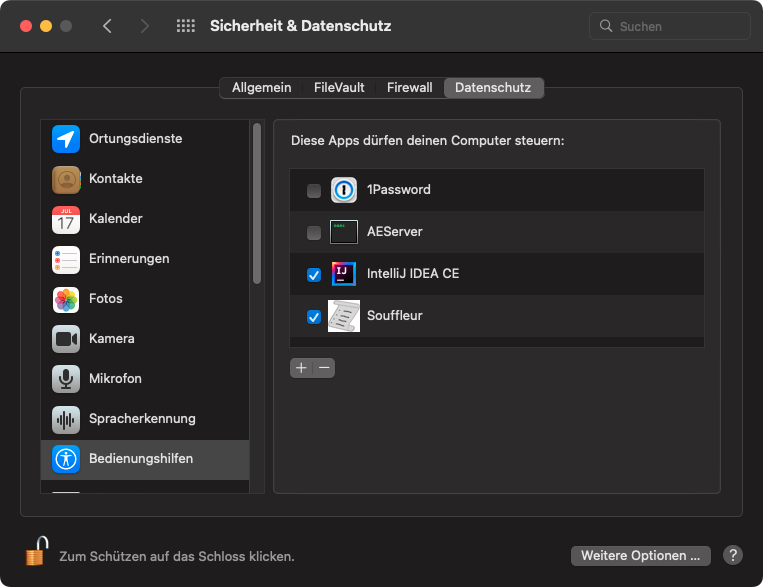 Sicherheit & Datenschutz
Suchen
Allgemein FileVault Firewall Datenschutz
Ortungsdienste
Kontakte
JUL
17
Kalender
Erinnerungen
Fotos
Kamera
Mikrofon
Spracherkennung
Bedienungshilfen
Diese Apps dürfen deinen Computer steuern:
1Password
AEServer
IJ
IntelliJ IDEA CE
Souffleur
+ −
Zum Schützen auf das Schloss klicken.
Weitere Optionen ... ?